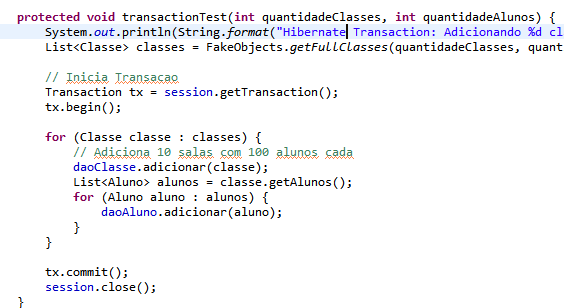 protected void transactionTest(int quantidadeClasses, int quantidadeAlunos) {
System.out.println(String.format("Hibernate Transaction: Adicionando %d cl
List<Classe> classes = FakeObjects.getFullClasses(quantidadeClasses, quant
// Inicia Transacao
Transaction tx = session.getTransaction();
tx.begin();
for (Classe classe : classes) {
// Adiciona 10 salas com 100 alunos cada
daoClasse.adicionar(classe);
List<Aluno> alunos = classe.getAlunos();
for (Aluno aluno : alunos) {
daoAluno.adicionar(aluno);
}
}
tx.commit();
session.close();
}